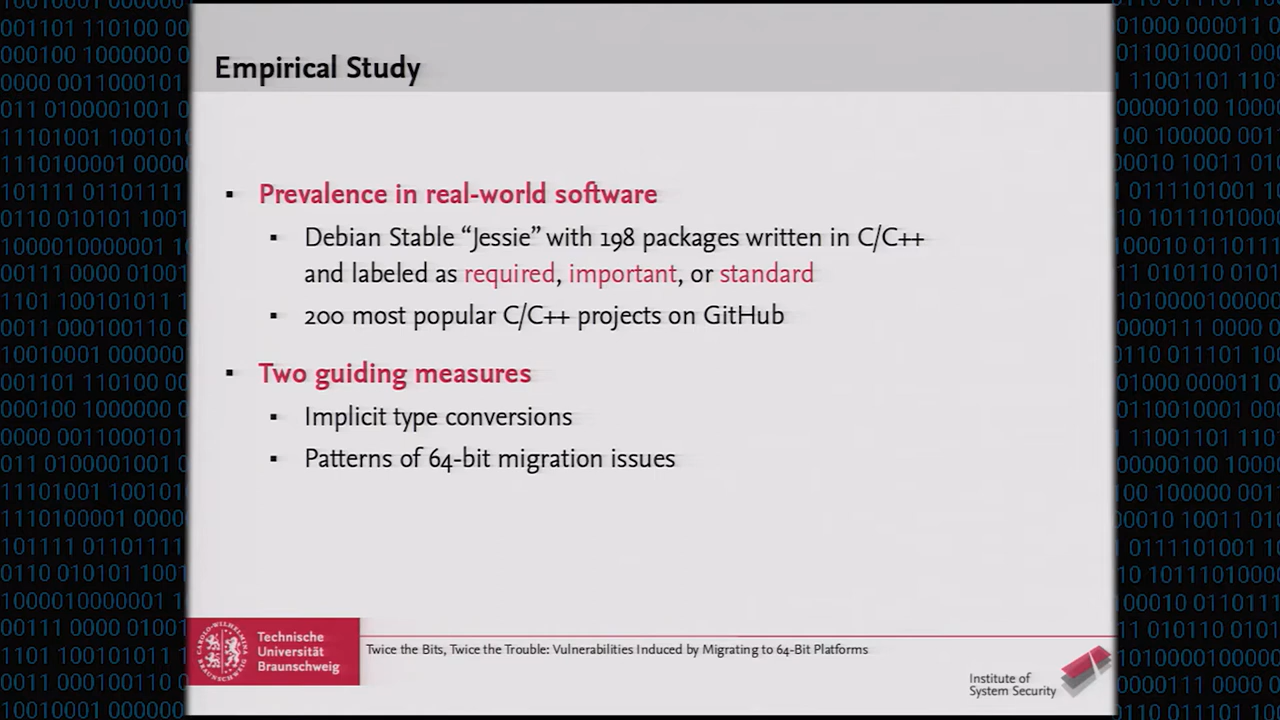 Empirical Study
▪ Prevalence in real-world software
▪ Debian Stable “Jessie” with 198 packages written in C/C++
and labeled as required, important, or standard
▪ 200 most popular C/C++ projects on GitHub
▪ Two guiding measures
▪ Implicit type conversions
▪ Patterns of 64-bit migration issues
Technische
Universität
Braunschweig
Twice the Bits, Twice the Trouble: Vulnerabilities Induced by Migrating to 64-Bit Platforms
Institute of
System Security